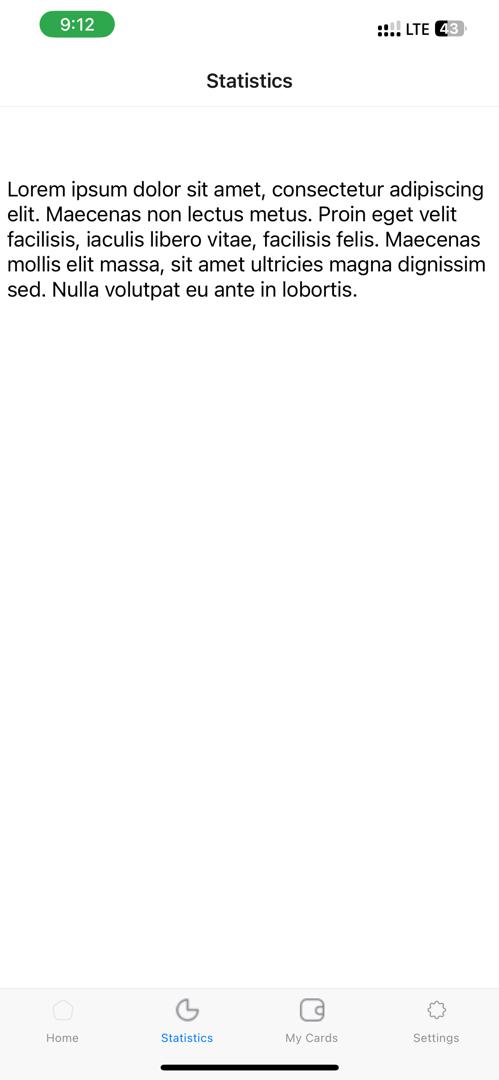 9:12
LTE 43
Statistics
Lorem ipsum dolor sit amet, consectetur adipiscing
elit. Maecenas non lectus metus. Proin eget velit
facilisis, iaculis libero vitae, facilisis felis. Maecenas
mollis elit massa, sit amet ultricies magna dignissim
sed. Nulla volutpat eu ante in lobortis.
Home Statistics My Cards Settings